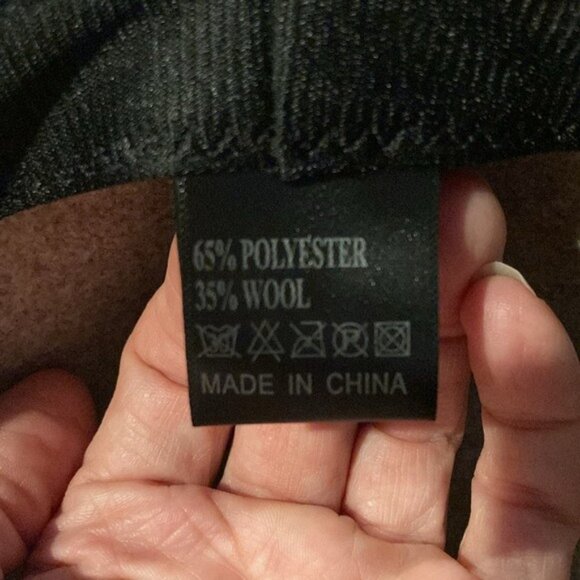 65% POLYESTER
35% WOOL
P
MADE IN CHINA